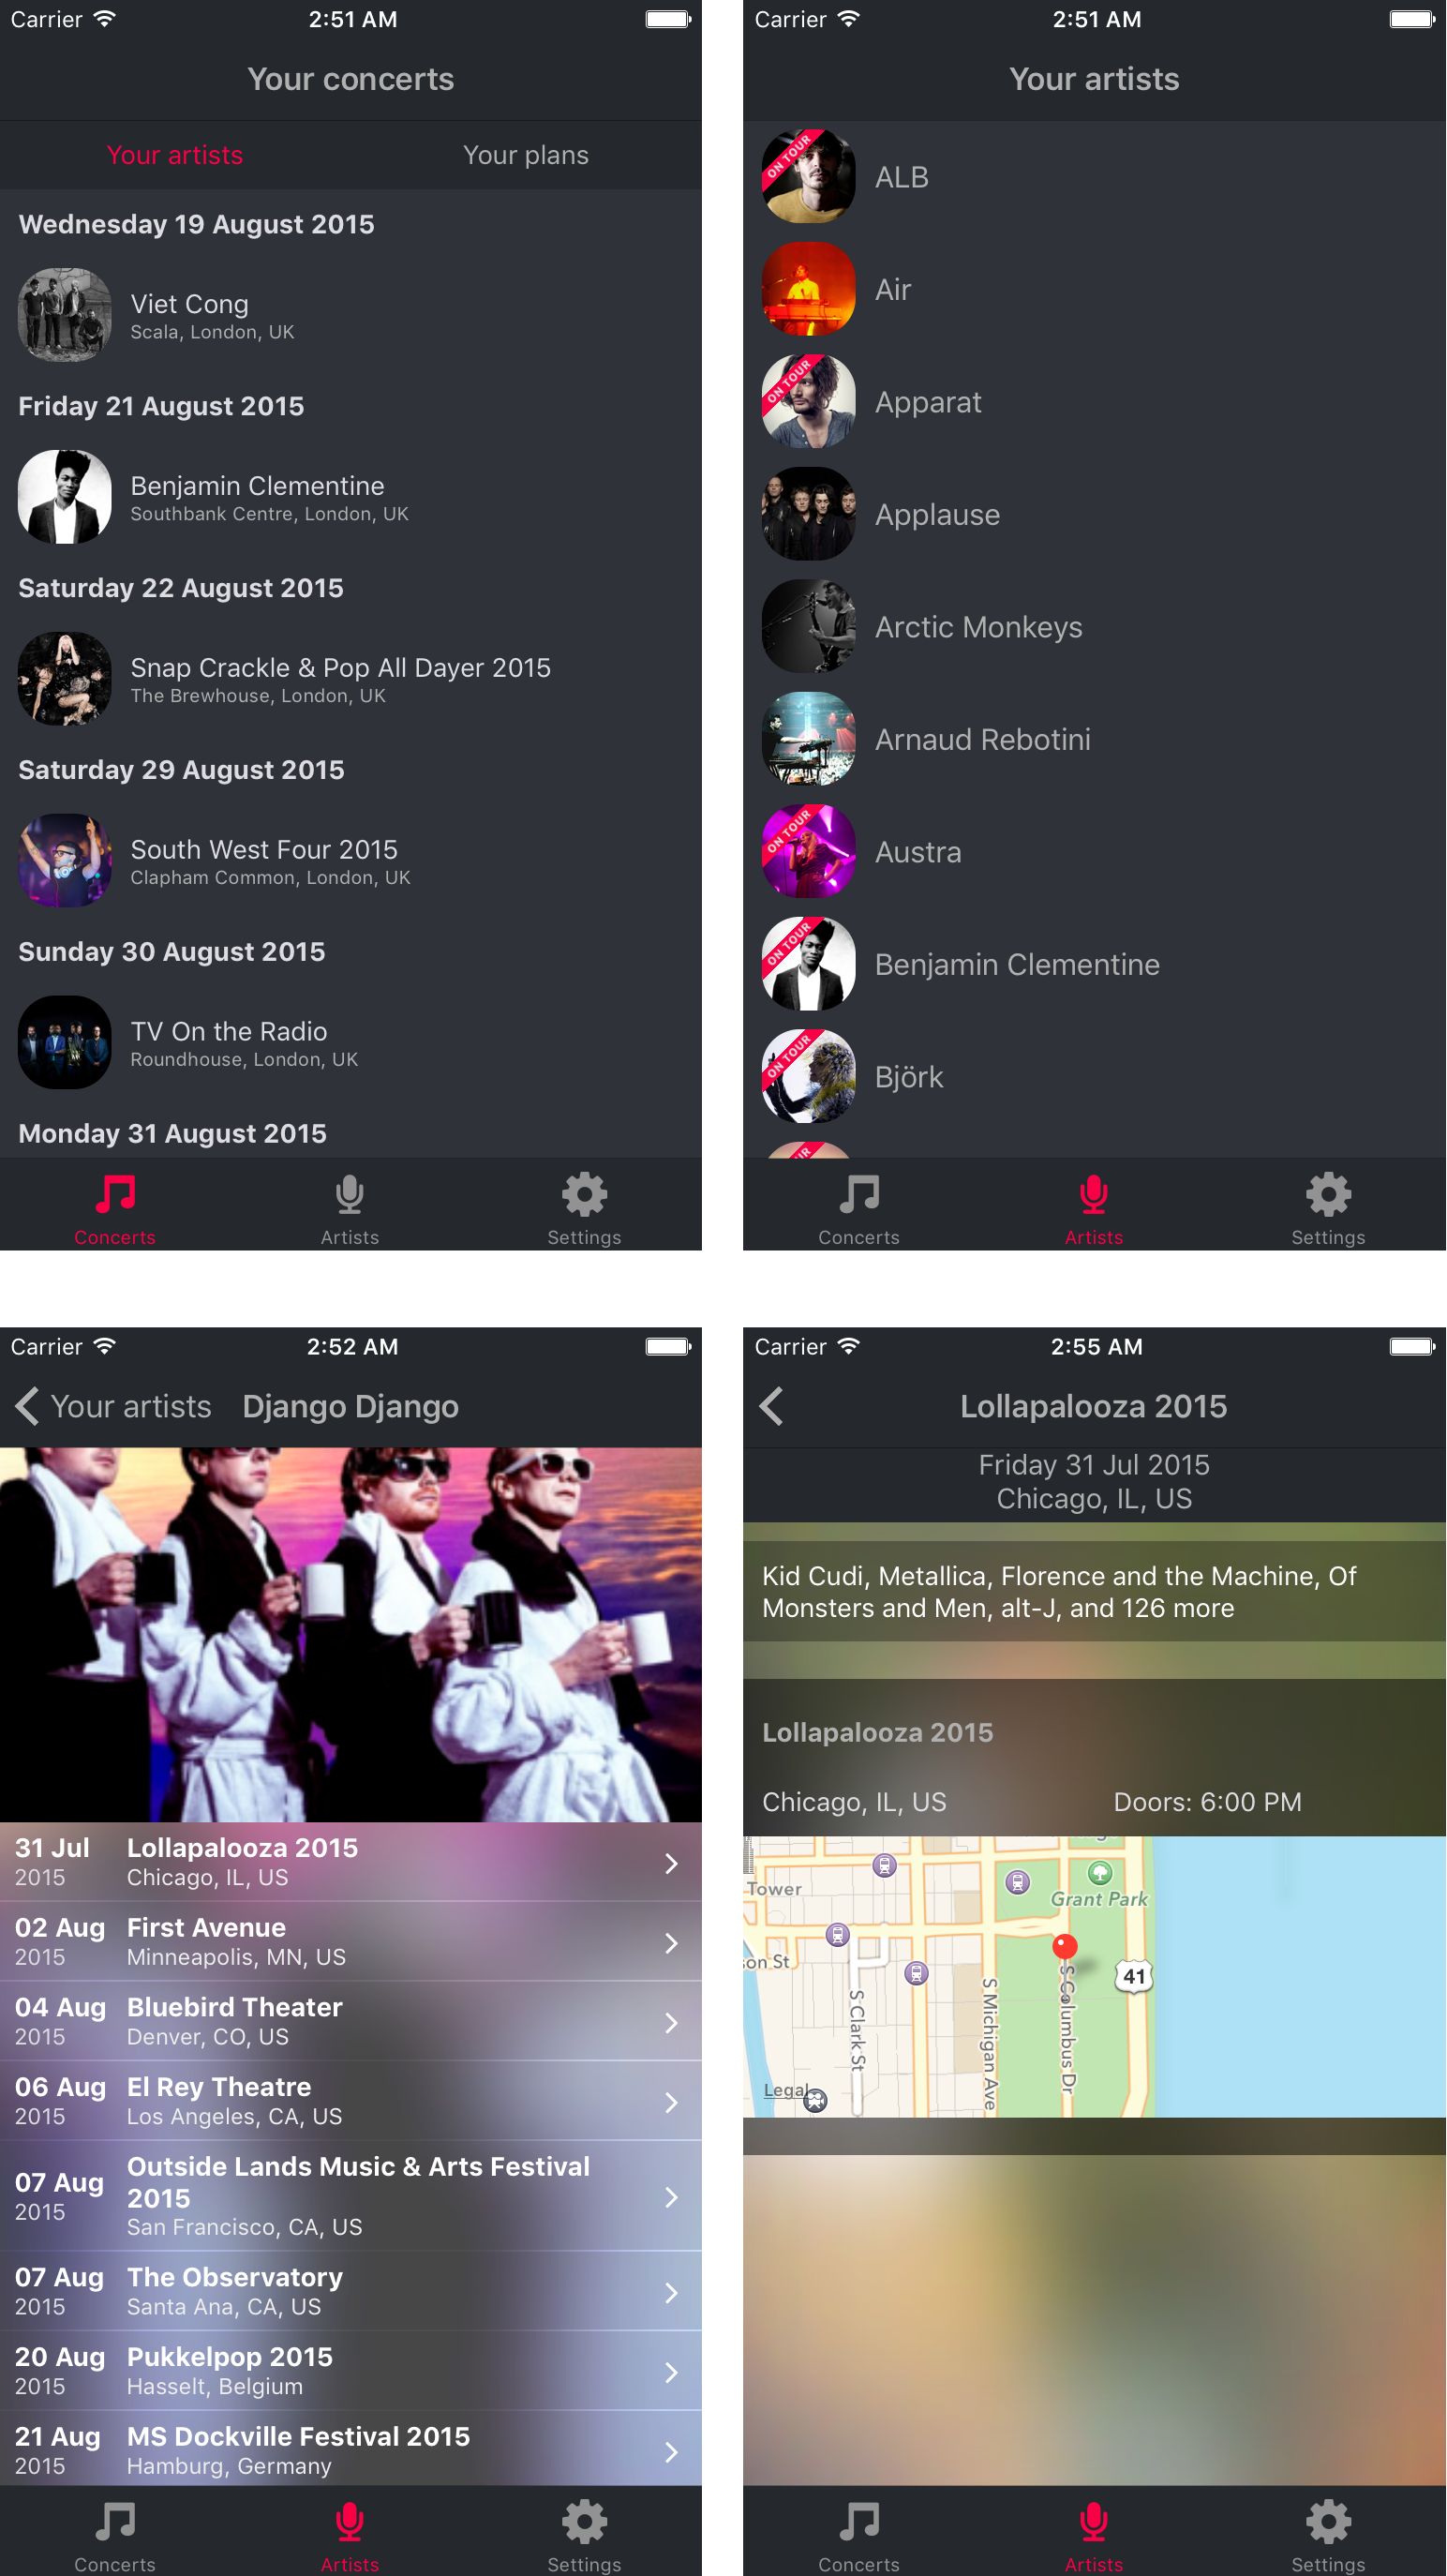 Carrier 2:51 AM
Your concerts
Your artists Your plans
Wednesday 19 August 2015
Viet Cong
Scala, London, UK
Friday 21 August 2015
Benjamin Clementine
Southbank Centre, London, UK
Saturday 22 August 2015
Snap Crackle & Pop All Dayer 2015
The Brewhouse, London, UK
Saturday 29 August 2015
South West Four 2015
Clapham Common, London, UK
Sunday 30 August 2015
TV On the Radio
Roundhouse, London, UK
Monday 31 August 2015
Concerts Artists Settings
Carrier 2:51 AM
Your artists
ON TOUR
ALB
Air
ON TOUR
Apparat
Applause
Arctic Monkeys
Arnaud Rebotini
ON TOUR
Austra
ON TOUR
Benjamin Clementine
ON TOUR
Björk
Concerts Artists Settings
Carrier 2:52 AM
Your artists Django Django
31 Jul Lollapalooza 2015
2015 Chicago, IL, US
02 Aug First Avenue
2015 Minneapolis, MN, US
04 Aug Bluebird Theater
2015 Denver, CO, US
06 Aug El Rey Theatre
2015 Los Angeles, CA, US
07 Aug Outside Lands Music & Arts Festival
2015
2015 San Francisco, CA, US
07 Aug The Observatory
2015 Santa Ana, CA, US
20 Aug Pukkelpop 2015
2015 Hasselt, Belgium
21 Aug MS Dockville Festival 2015
2015 Hamburg, Germany
Concerts Artists Settings
Carrier 2:55 AM
Lollapalooza 2015
Friday 31 Jul 2015
Chicago, IL, US
Kid Cudi, Metallica, Florence and the Machine, Of
Monsters and Men, alt-J, and 126 more
Lollapalooza 2015
Chicago, IL, US Doors: 6:00 PM
Tower
Grant Park
son St
41
S Clark St
S Michigan Ave
S Columbus Dr
Legal
Concerts Artists Settings